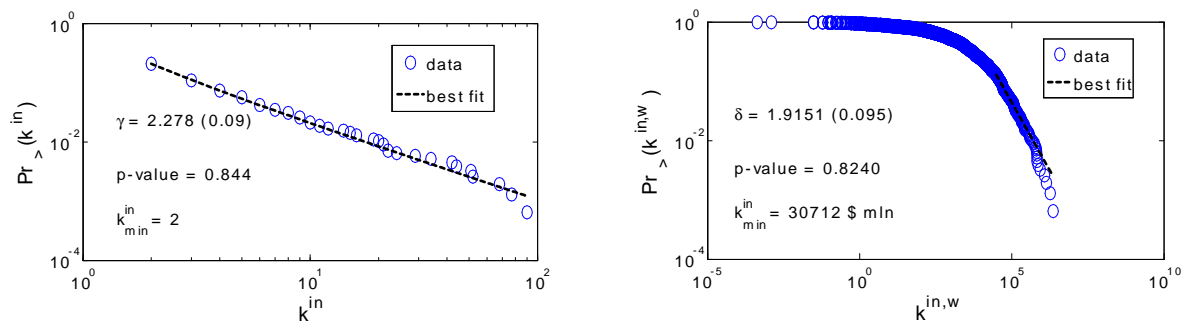 10^0
10^-2
10^-4
10^0
10^1
10^2
Pr_>(k^in)
k^in
data
best fit
γ = 2.278 (0.09)
p-value = 0.844
k^in_min = 2
10^0
10^-2
10^-4
10^-5
10^0
10^5
10^10
Pr_>(k^in,w)
k^in,w
data
best fit
δ = 1.9151 (0.095)
p-value = 0.8240
k^in_min = 30712 $ mln